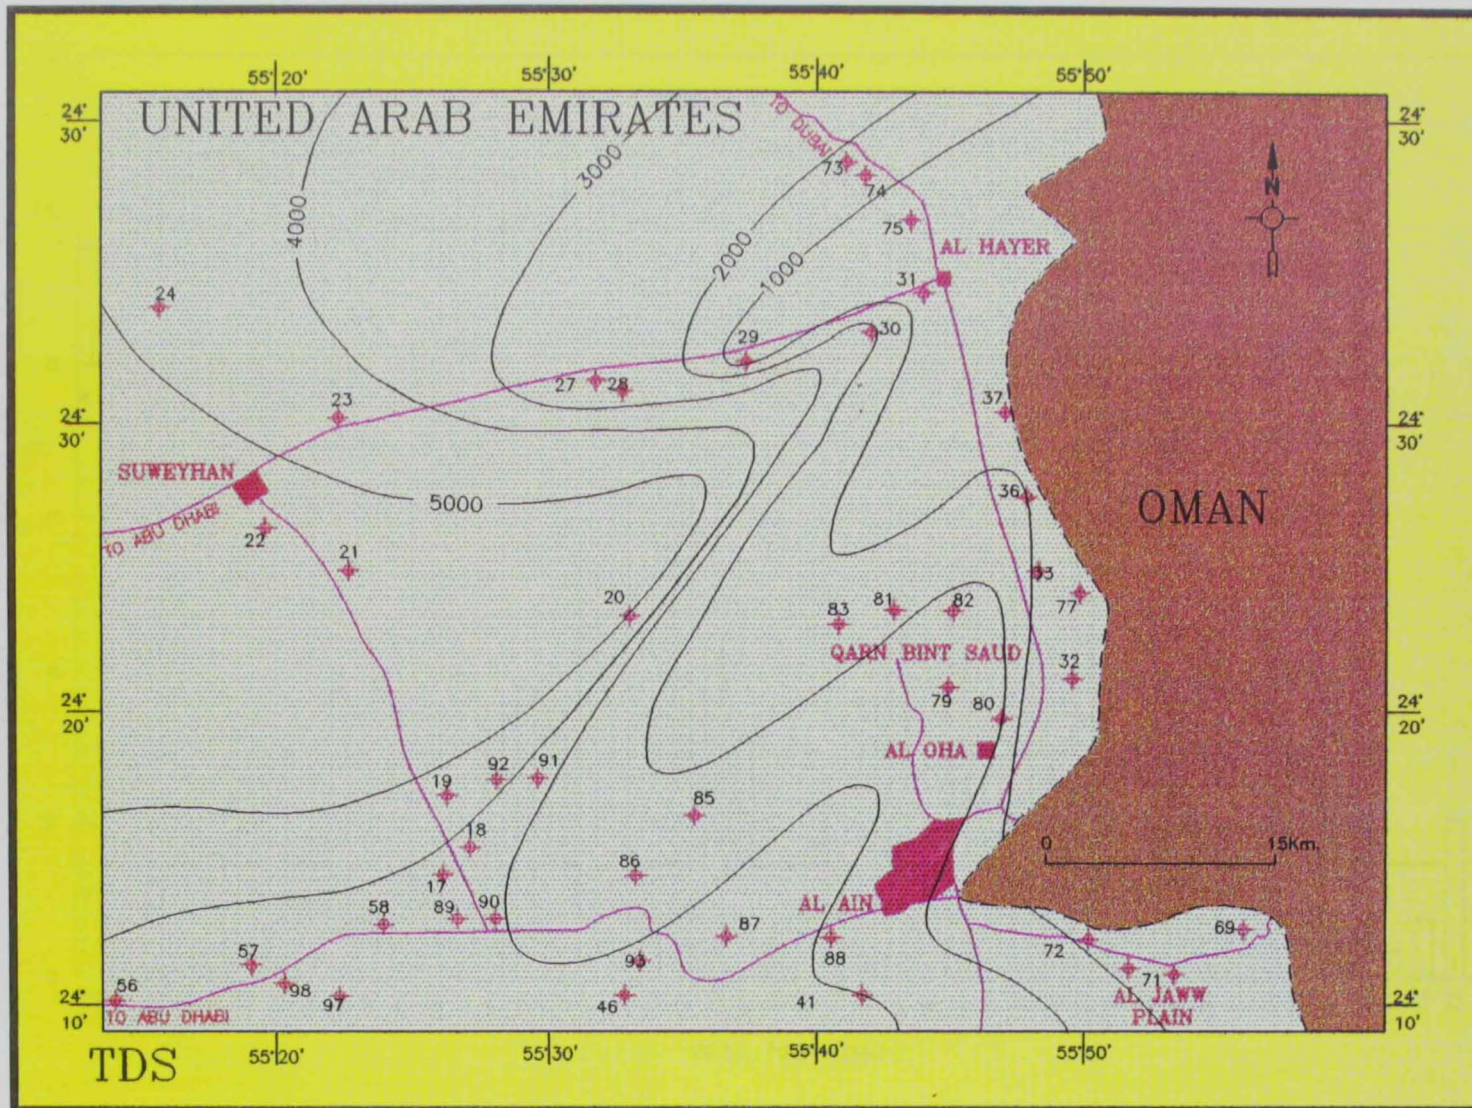 55°20' 55°30' 55°40' 55°50'
24° 24°
30' 30'
UNITED ARAB EMIRATES
TO DUBAI
73
74
3000
4000
75
2000
AL HAYER
1000
N
24
31
30
29
27 28
23
37
24° 24°
30' 30'
SUWEYHAN
5000
36
OMAN
TO ABU DHABI
22
21
33
77
20
83 81 82
QARN BINT SAUD
32
79
80
24° 24°
20' 20'
AL OHA
19 92 91
85
18
0 15Km.
86
17
AL AIN
58 89 90
87
88
72
69
57
93
71
56
98
97
46
41
AL JAWW
PLAIN
24° 24°
10' 10'
TO ABU DHABI
TDS
55°20' 55°30' 55°40' 55°50'